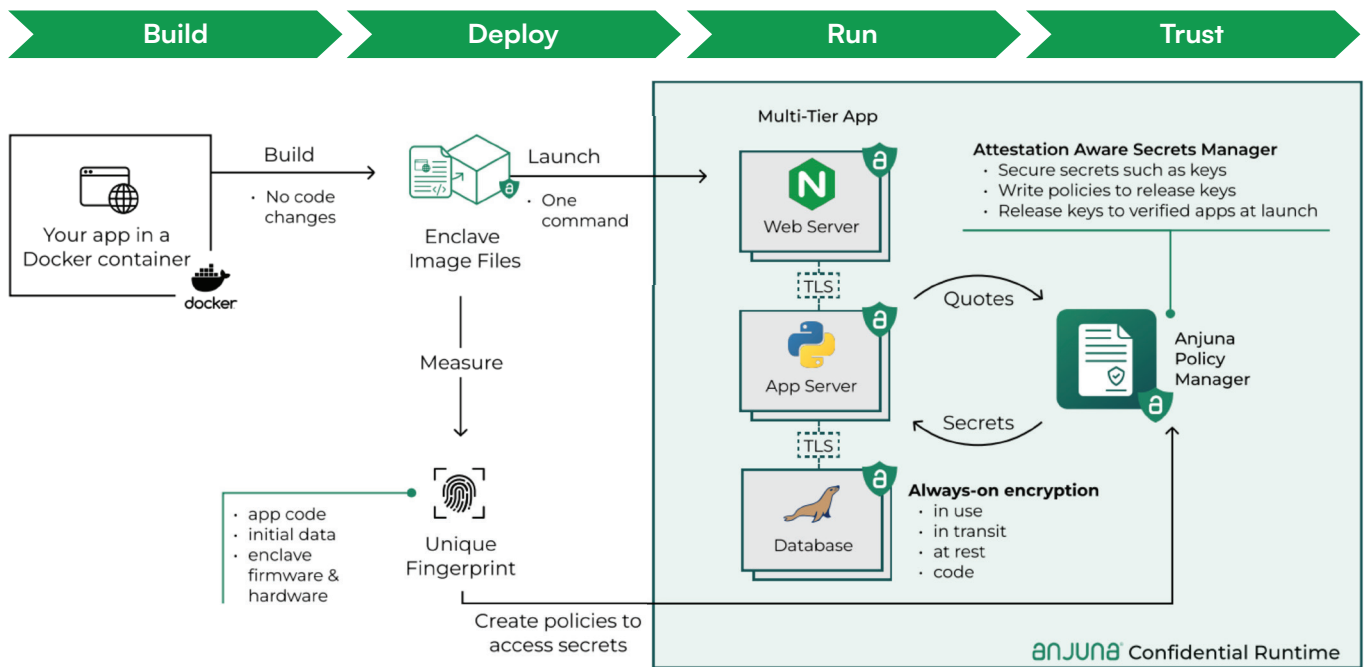 Build
Deploy
Run
Trust
Your app in a
Docker container
docker
Build
· No code
changes
Enclave
Image Files
Launch
· One
command
Measure
· app code
· initial data
· enclave
firmware &
hardware
Unique
Fingerprint
Create policies to
access secrets
Multi-Tier App
Web Server
TLS
App Server
TLS
Database
Quotes
Secrets
Attestation Aware Secrets Manager
· Secure secrets such as keys
· Write policies to release keys
· Release keys to verified apps at launch
Anjuna
Policy
Manager
Always-on encryption
· in use
· in transit
· at rest
· code
anjuna Confidential Runtime